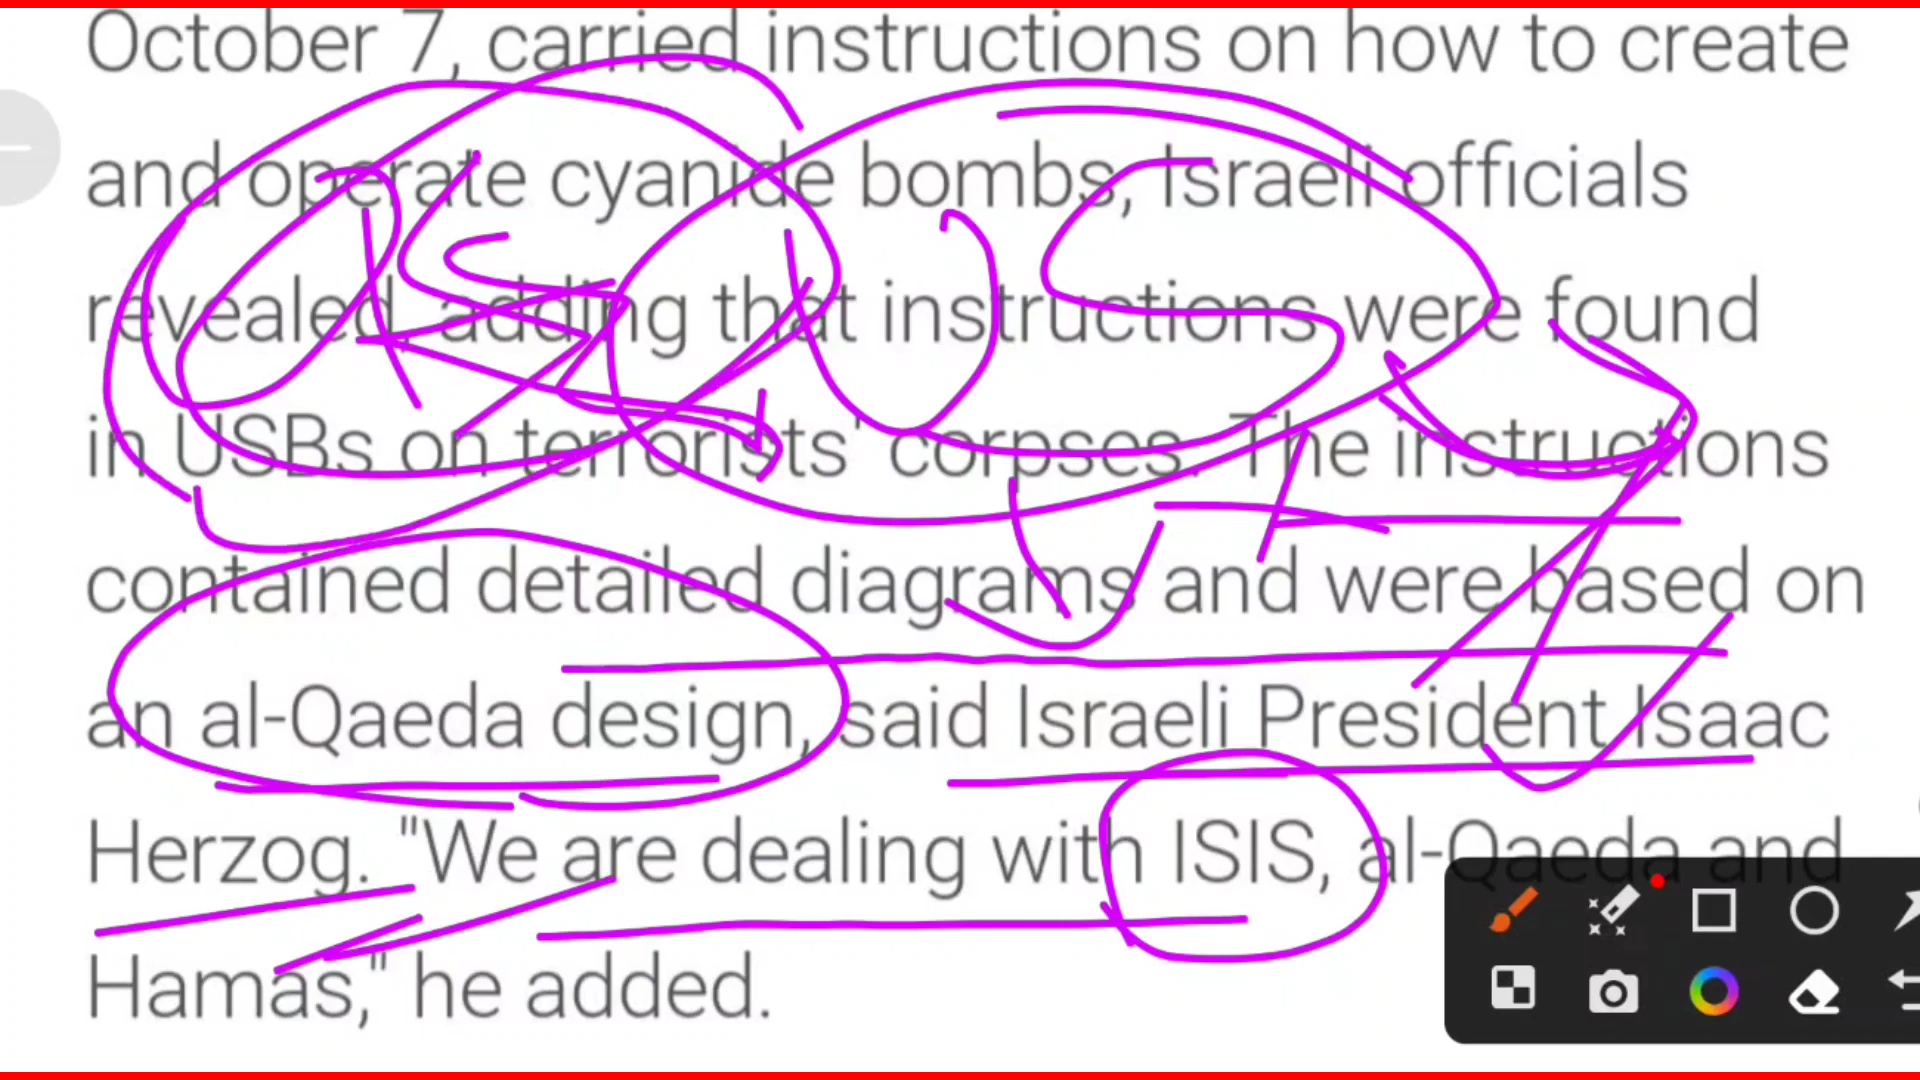 October 7, carried instructions on how to create
and operate cyanide bombs, Israeli officials
revealed, adding that instructions were found
in USBs on terrorists' corpses. The instructions
contained detailed diagrams and were based on
an al-Qaeda design, said Israeli President Isaac
Herzog. "We are dealing with ISIS, al-Qaeda and
Hamas," he added.